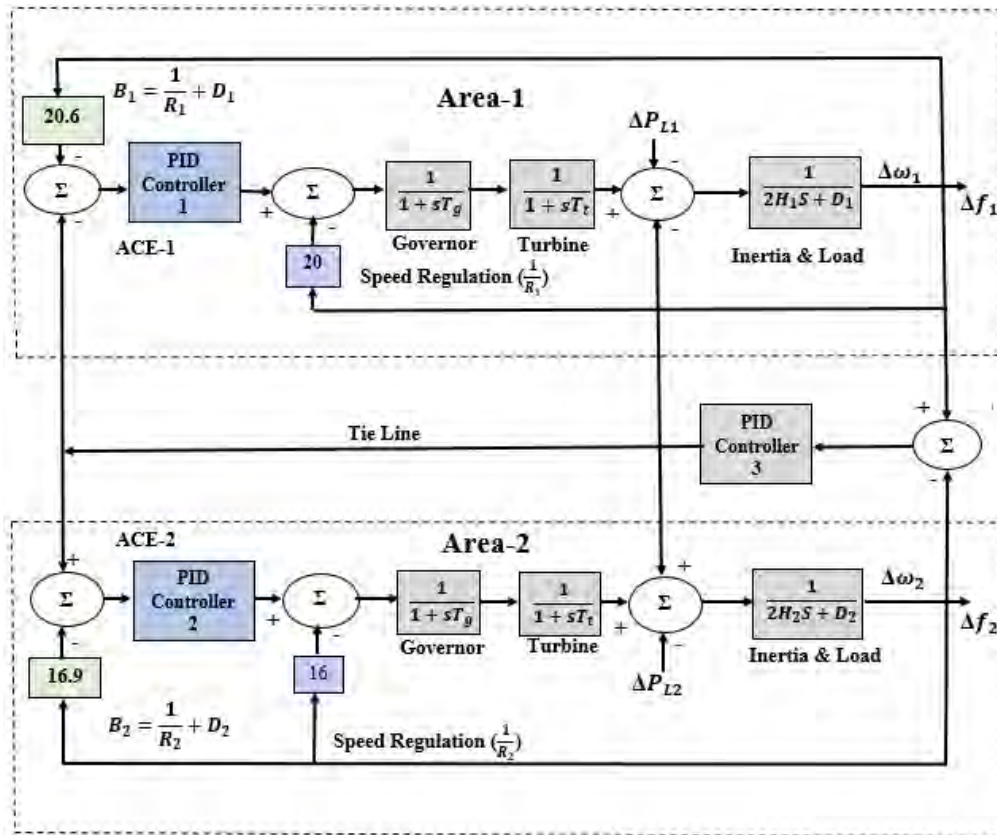 B₁ = 1/R₁ + D₁
Area-1
20.6
ΔP_L1
-
-
Σ
-
PID
Controller
1
ACE-1
+
Σ
-
20
1/(1 + sT_g)
Governor
1/(1 + sT_t)
Turbine
Speed Regulation (1/R₁)
+
Σ
-
1/(2H₁S + D₁)
Inertia & Load
Δω₁
Δf₁
Tie Line
PID
Controller
3
+
Σ
-
ACE-2
Area-2
+
Σ
-
PID
Controller
2
+
Σ
-
1/(1 + sT_g)
Governor
1/(1 + sT_t)
Turbine
+
+
Σ
-
1/(2H₂S + D₂)
Inertia & Load
Δω₂
Δf₂
16.9
16
ΔP_L2
B₂ = 1/R₂ + D₂
Speed Regulation (1/R₂)